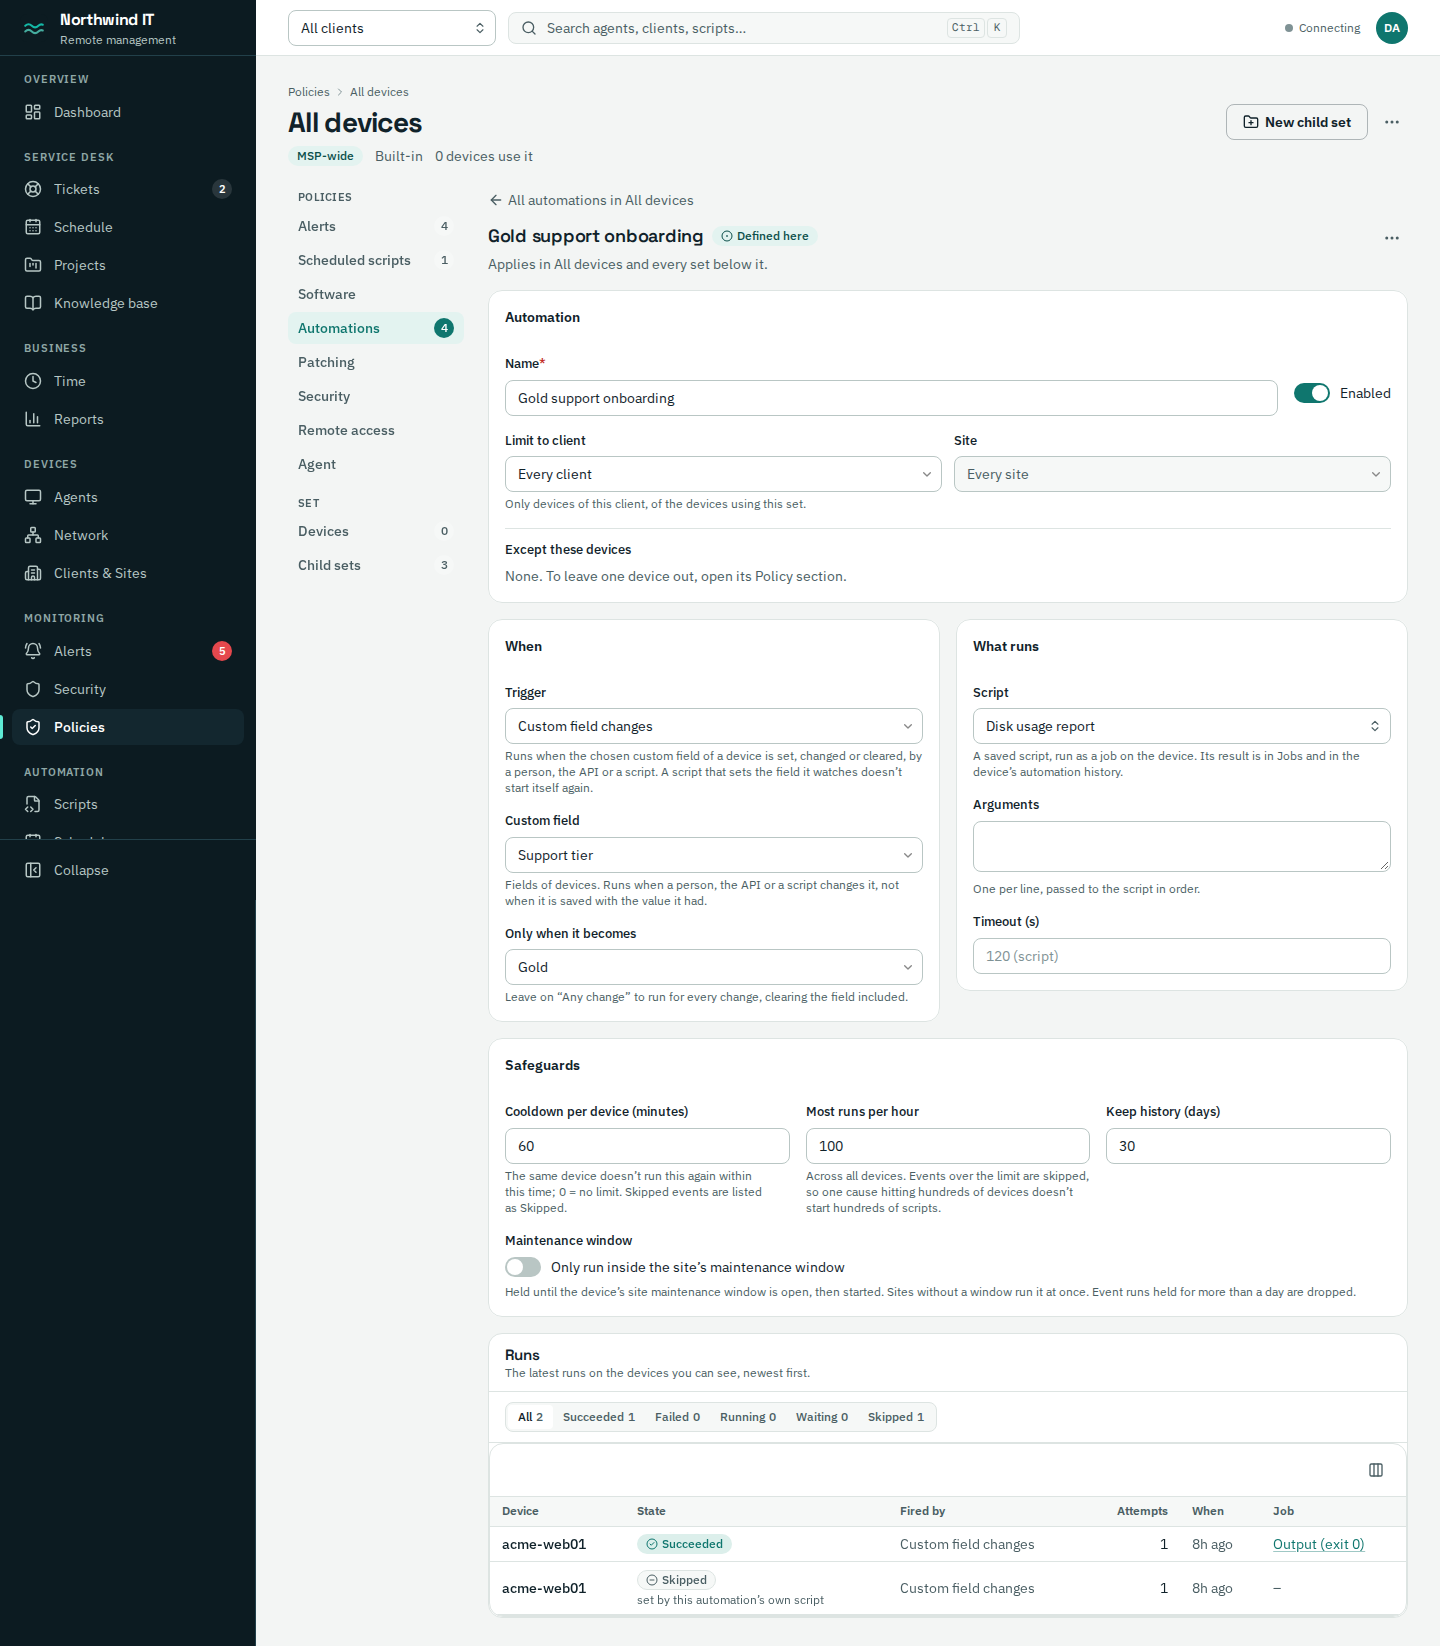 Northwind IT
Remote management
All clients
Search agents, clients, scripts...
Ctrl K
Connecting
DA
OVERVIEW
Dashboard
SERVICE DESK
Tickets 2
Schedule
Projects
Knowledge base
BUSINESS
Time
Reports
DEVICES
Agents
Network
Clients & Sites
MONITORING
Alerts 5
Security
Policies
AUTOMATION
Scripts
Collapse
Policies > All devices
All devices
New child set
MSP-wide Built-in 0 devices use it
POLICIES
Alerts 4
Scheduled scripts 1
Software
Automations 4
Patching
Security
Remote access
Agent
SET
Devices 0
Child sets 3
← All automations in All devices
Gold support onboarding Defined here
Applies in All devices and every set below it.
Automation
Name*
Gold support onboarding
Enabled
Limit to client
Every client
Site
Every site
Only devices of this client, of the devices using this set.
Except these devices
None. To leave one device out, open its Policy section.
When
Trigger
Custom field changes
Runs when the chosen custom field of a device is set, changed or cleared, by
a person, the API or a script. A script that sets the field it watches doesn’t
start itself again.
Custom field
Support tier
Fields of devices. Runs when a person, the API or a script changes it, not
when it is saved with the value it had.
Only when it becomes
Gold
Leave on “Any change” to run for every change, clearing the field included.
What runs
Script
Disk usage report
A saved script, run as a job on the device. Its result is in Jobs and in the
device’s automation history.
Arguments
One per line, passed to the script in order.
Timeout (s)
120 (script)
Safeguards
Cooldown per device (minutes)
60
The same device doesn’t run this again within
this time; 0 = no limit. Skipped events are listed
as Skipped.
Most runs per hour
100
Across all devices. Events over the limit are skipped,
so one cause hitting hundreds of devices doesn’t
start hundreds of scripts.
Keep history (days)
30
Maintenance window
Only run inside the site’s maintenance window
Held until the device’s site maintenance window is open, then started. Sites without a window run it at once. Event runs held for more than a day are dropped.
Runs
The latest runs on the devices you can see, newest first.
All 2 Succeeded 1 Failed 0 Running 0 Waiting 0 Skipped 1
Device State Fired by Attempts When Job
acme-web01 Succeeded Custom field changes 1 8h ago Output (exit 0)
acme-web01 Skipped Custom field changes 1 8h ago –
set by this automation’s own script